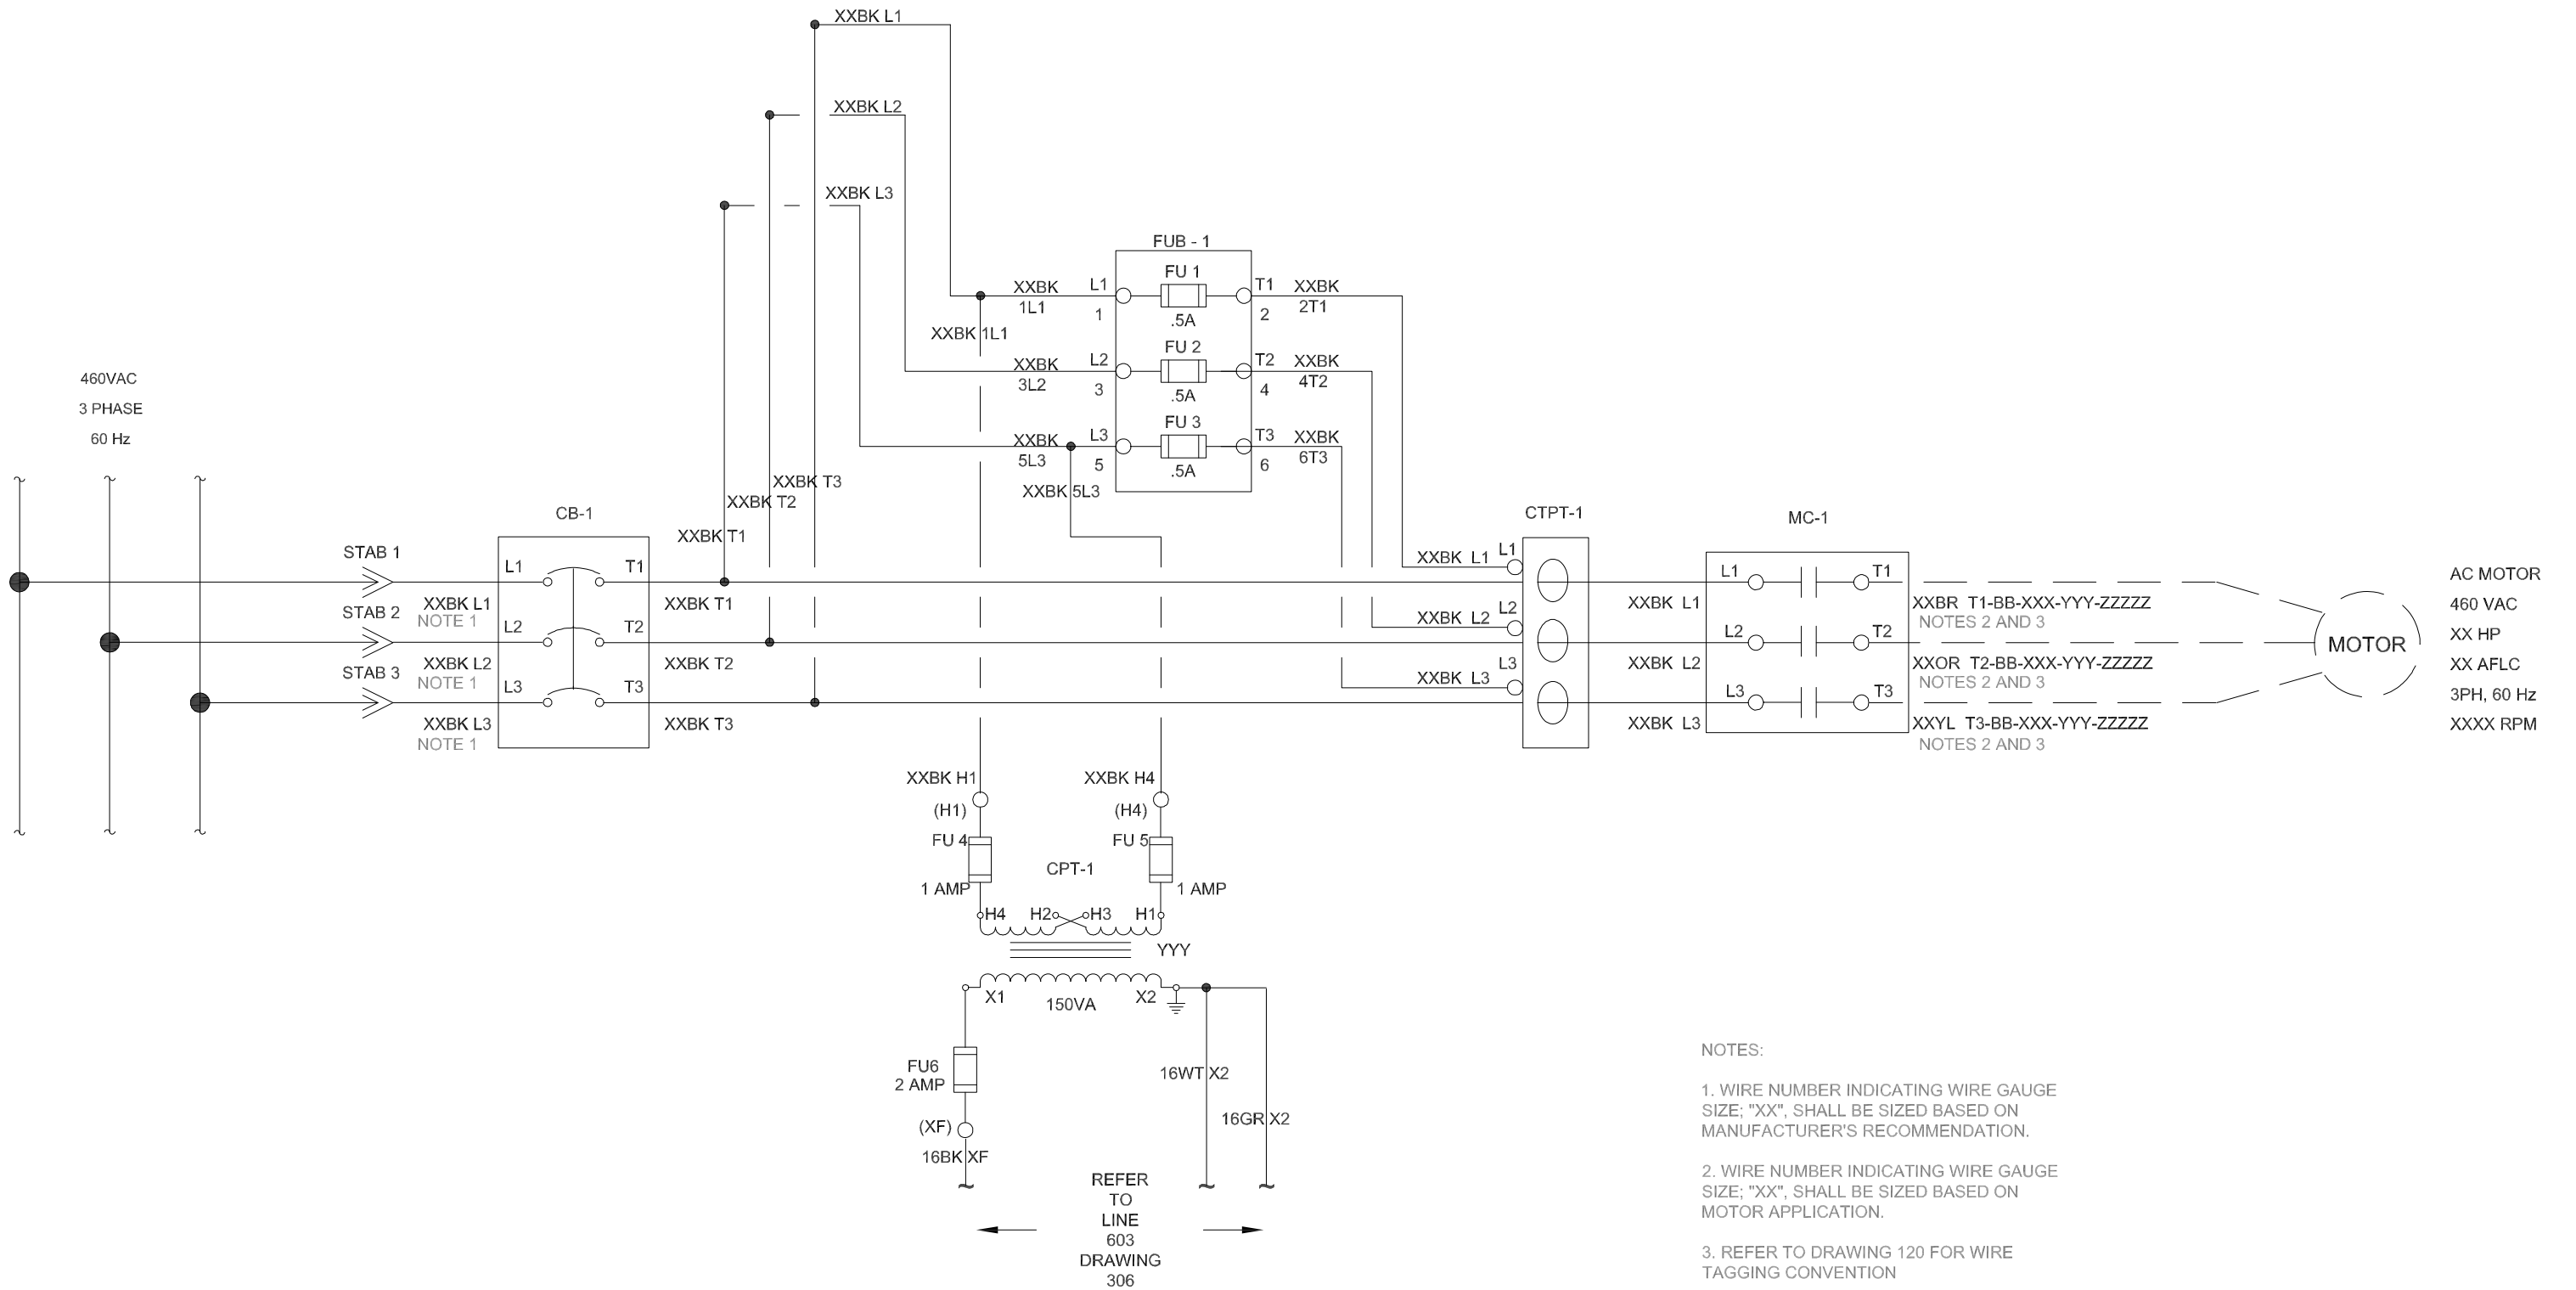 XXBK L1
XXBK L2
XXBK L3
FUB - 1
FU 1
XXBK
L1
T1
XXBK
1L1
1
.5A
2
2T1
XXBK 1L1
FU 2
XXBK
L2
T2
XXBK
3L2
3
.5A
4
4T2
FU 3
XXBK
L3
T3
XXBK
5L3
5
.5A
6
6T3
XXBK 5L3
460VAC
3 PHASE
60 Hz
XXBK T3
XXBK T2
XXBK T1
CB-1
STAB 1
L1
T1
XXBK L1
NOTE 1
XXBK T1
STAB 2
L2
T2
XXBK L2
NOTE 1
XXBK T2
STAB 3
L3
T3
XXBK L3
NOTE 1
XXBK T3
CTPT-1
XXBK L1
L1
XXBK L2
L2
XXBK L3
L3
MC-1
L1
T1
XXBK L1
L2
T2
XXBK L2
L3
T3
XXBK L3
XXBR T1-BB-XXX-YYY-ZZZZZ
NOTES 2 AND 3
XXOR T2-BB-XXX-YYY-ZZZZZ
NOTES 2 AND 3
XXYL T3-BB-XXX-YYY-ZZZZZ
NOTES 2 AND 3
MOTOR
AC MOTOR
460 VAC
XX HP
XX AFLC
3PH, 60 Hz
XXXX RPM
XXBK H1
XXBK H4
(H1)
(H4)
FU 4
FU 5
CPT-1
1 AMP
1 AMP
H4
H2
H3
H1
YYY
X1
150VA
X2
FU6
2 AMP
16WT X2
16GR X2
(XF)
16BK XF
REFER
TO
LINE
603
DRAWING
306
NOTES:
1. WIRE NUMBER INDICATING WIRE GAUGE
SIZE; "XX", SHALL BE SIZED BASED ON
MANUFACTURER'S RECOMMENDATION.
2. WIRE NUMBER INDICATING WIRE GAUGE
SIZE; "XX", SHALL BE SIZED BASED ON
MOTOR APPLICATION.
3. REFER TO DRAWING 120 FOR WIRE
TAGGING CONVENTION